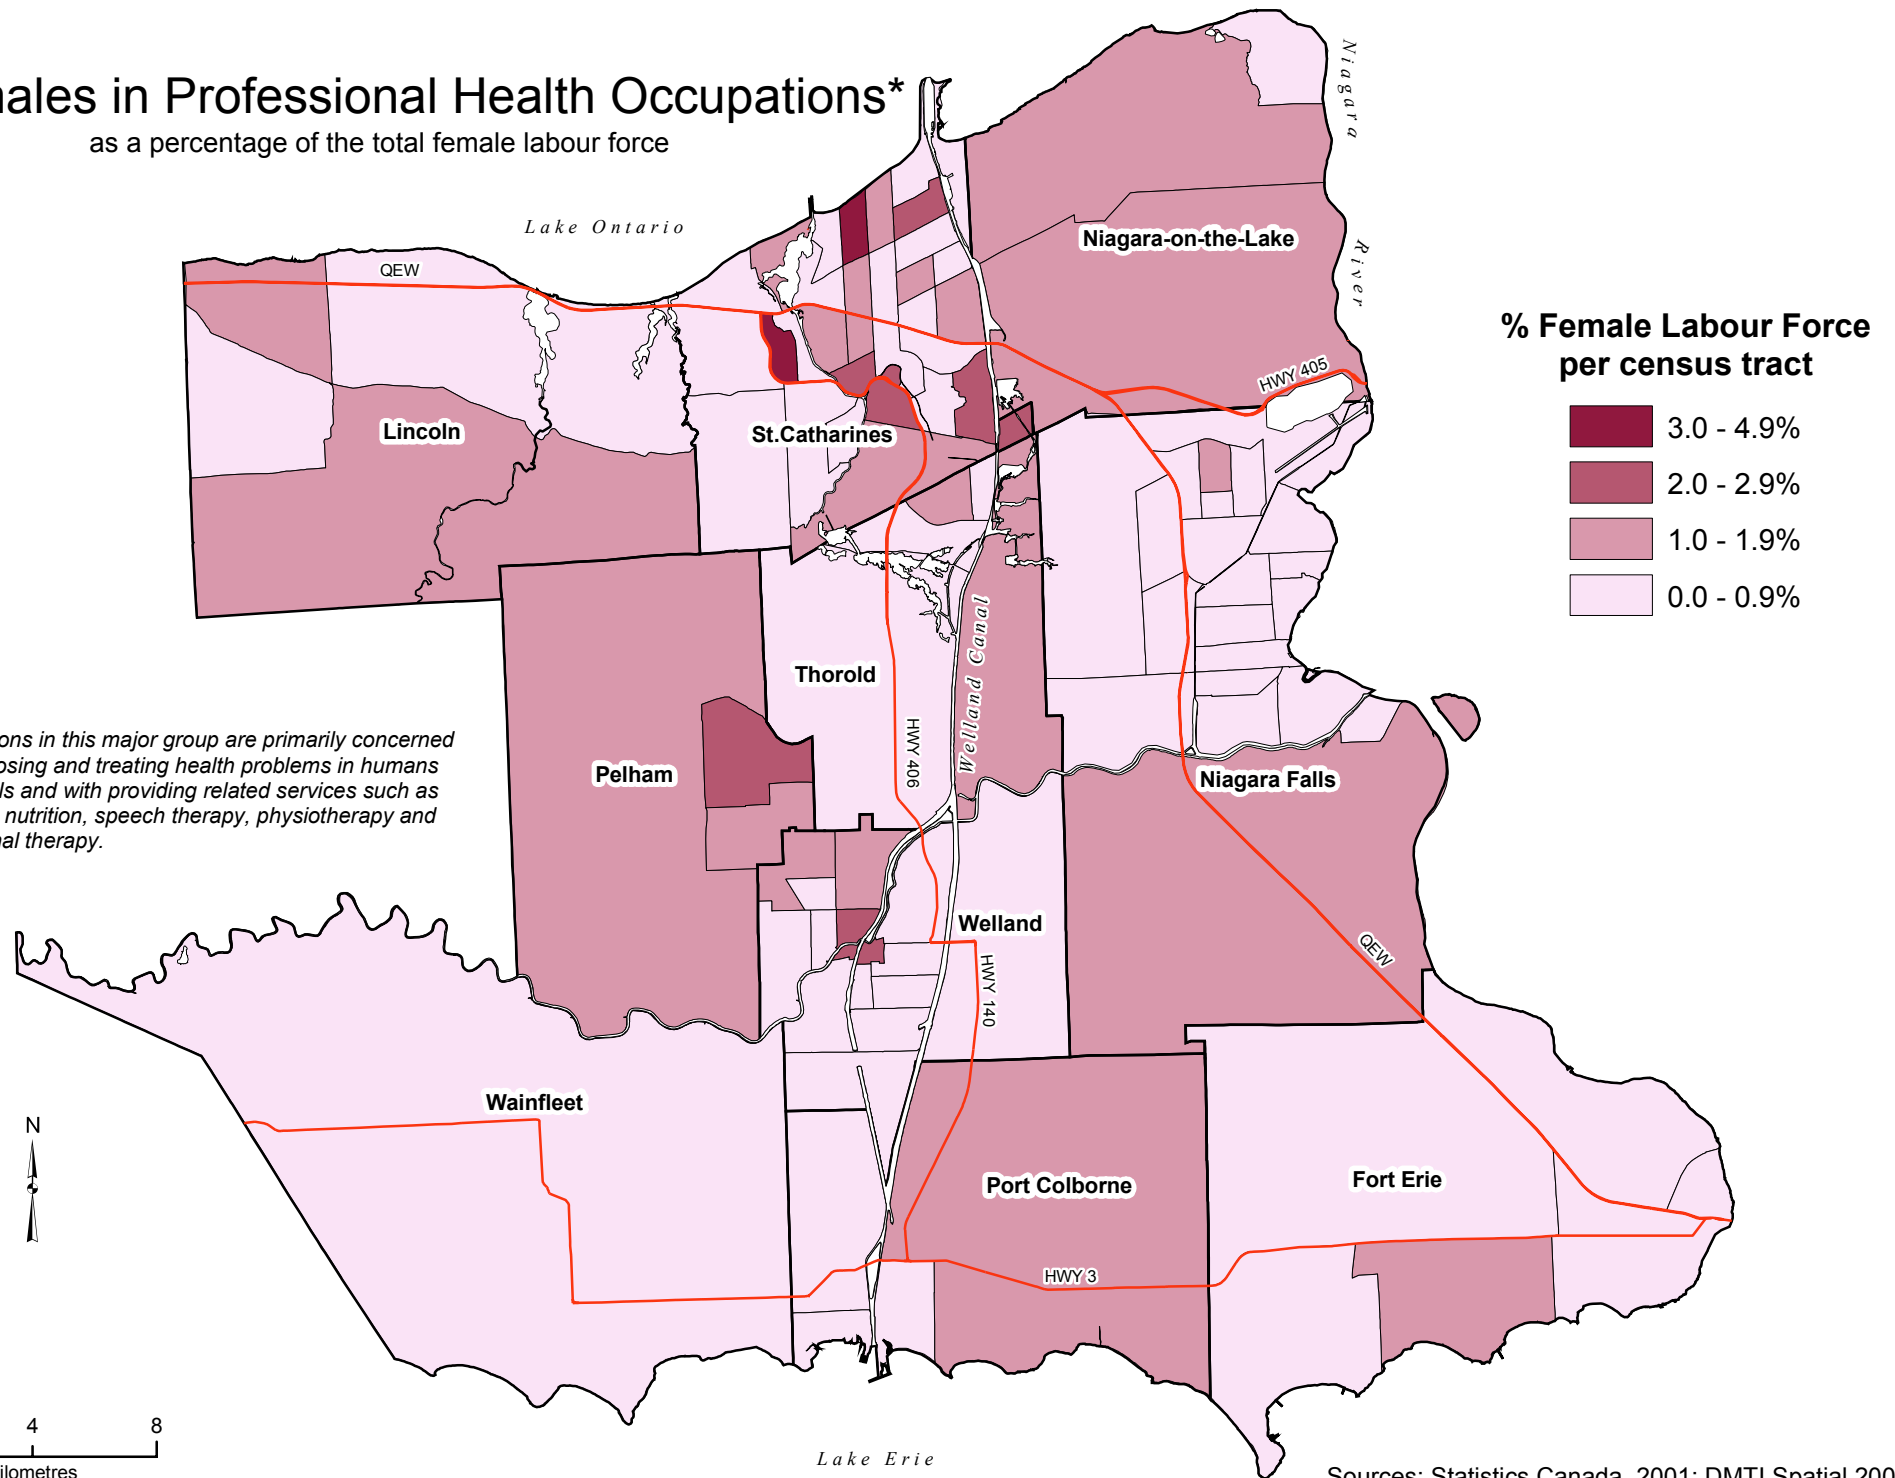 ales in Professional Health Occupations*
as a percentage of the total female labour force
Niagara
River
Lake Ontario
QEW
Niagara-on-the-Lake
HWY 405
Lincoln
St.Catharines
% Female Labour Force
per census tract
3.0 - 4.9%
2.0 - 2.9%
1.0 - 1.9%
0.0 - 0.9%
Thorold
Welland Canal
HWY 406
Pelham
Niagara Falls
ons in this major group are primarily concerned
osing and treating health problems in humans
ls and with providing related services such as
nutrition, speech therapy, physiotherapy and
al therapy.
Welland
HWY 140
QEW
Wainfleet
N
Port Colborne
Fort Erie
HWY 3
4 8
ilometres
Lake Erie
Sources: Statistics Canada, 2001; DMTI Spatial 200